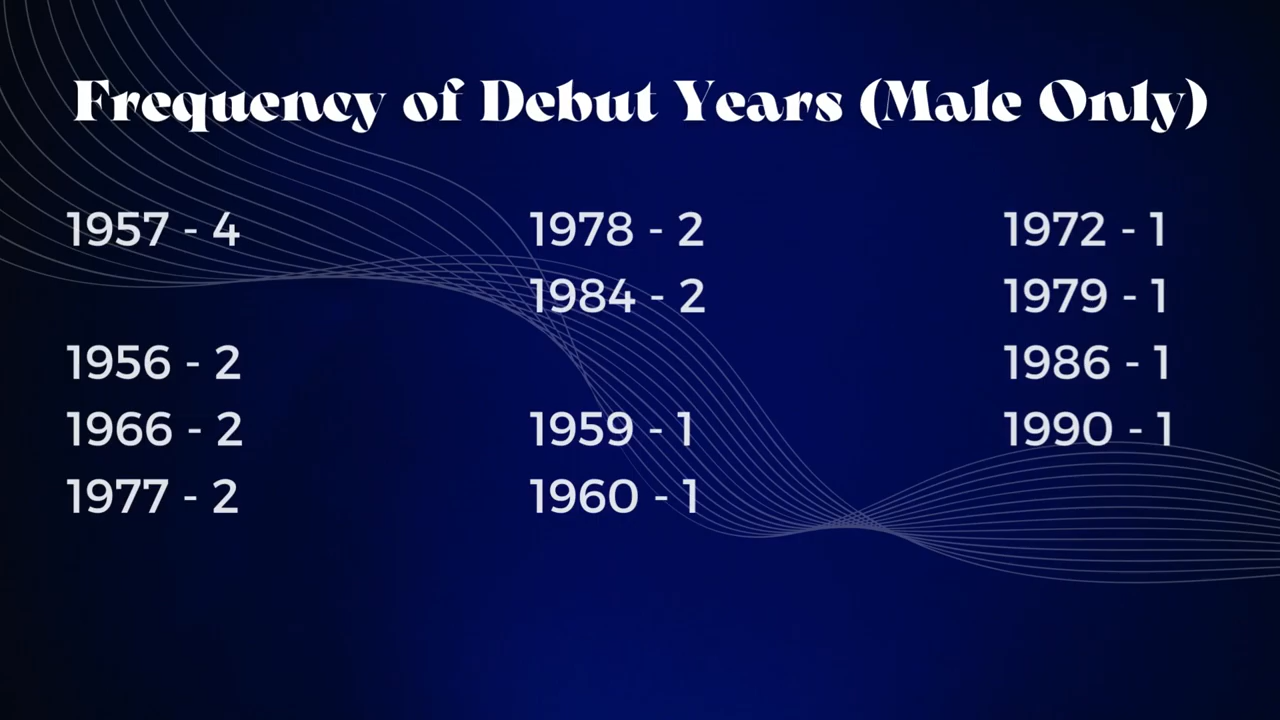 Frequency of Debut Years (Male Only)
1957 - 4
1956 - 2
1966 - 2
1977 - 2
1978 - 2
1984 - 2
1959 - 1
1960 - 1
1972 - 1
1979 - 1
1986 - 1
1990 - 1